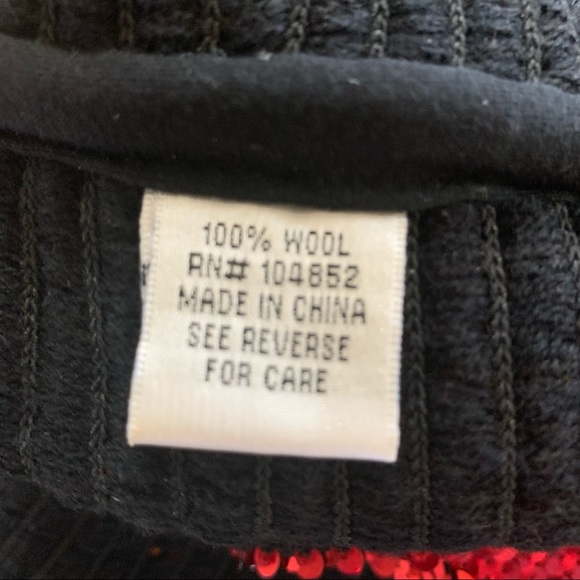 100% WOOL
RN# 104852
MADE IN CHINA
SEE REVERSE
FOR CARE